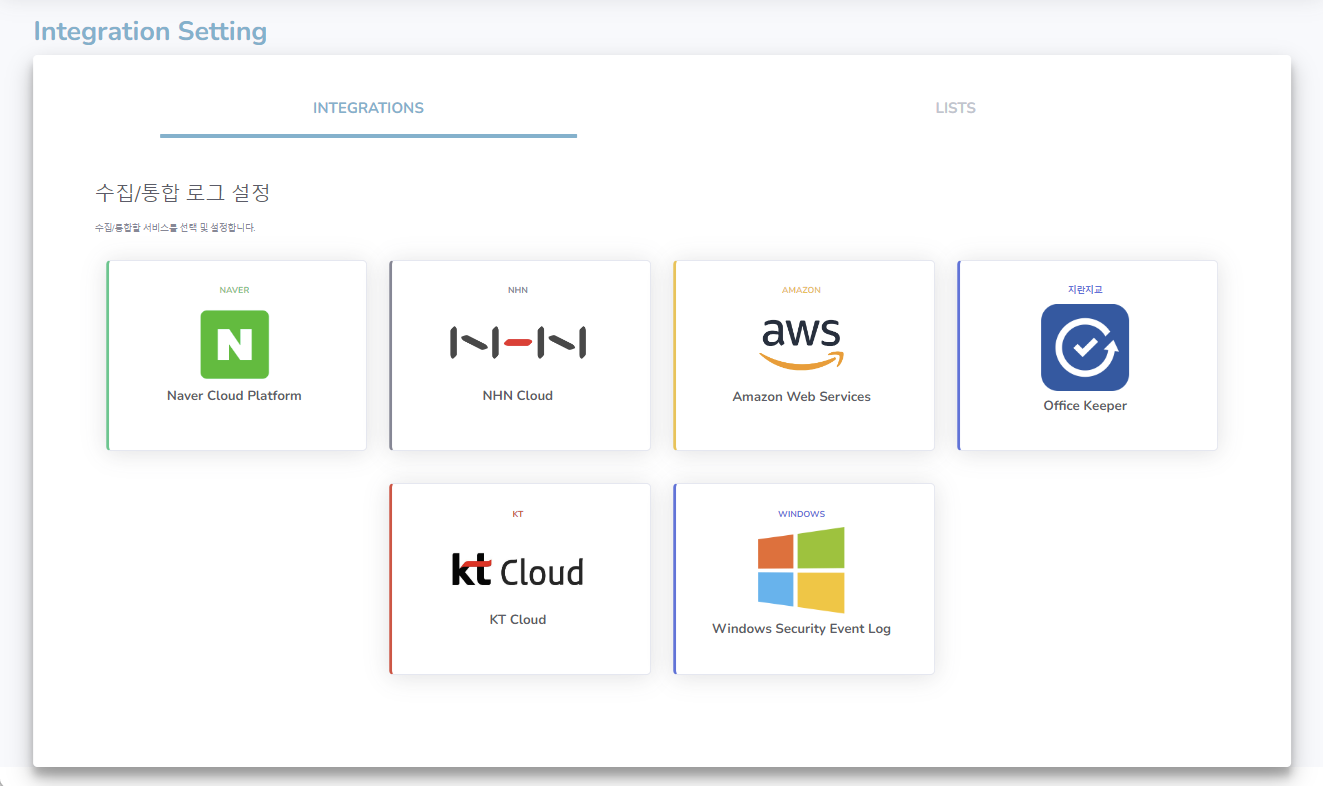 Integration Setting
INTEGRATIONS
LISTS
수집/통합 로그 설정
수집/통합할 서비스를 선택 및 설정합니다.
NAVER
NHN
AMAZON
지란지교
N
NHN
aws
Naver Cloud Platform
NHN Cloud
Amazon Web Services
Office Keeper
KT
WINDOWS
kt Cloud
KT Cloud
Windows Security Event Log